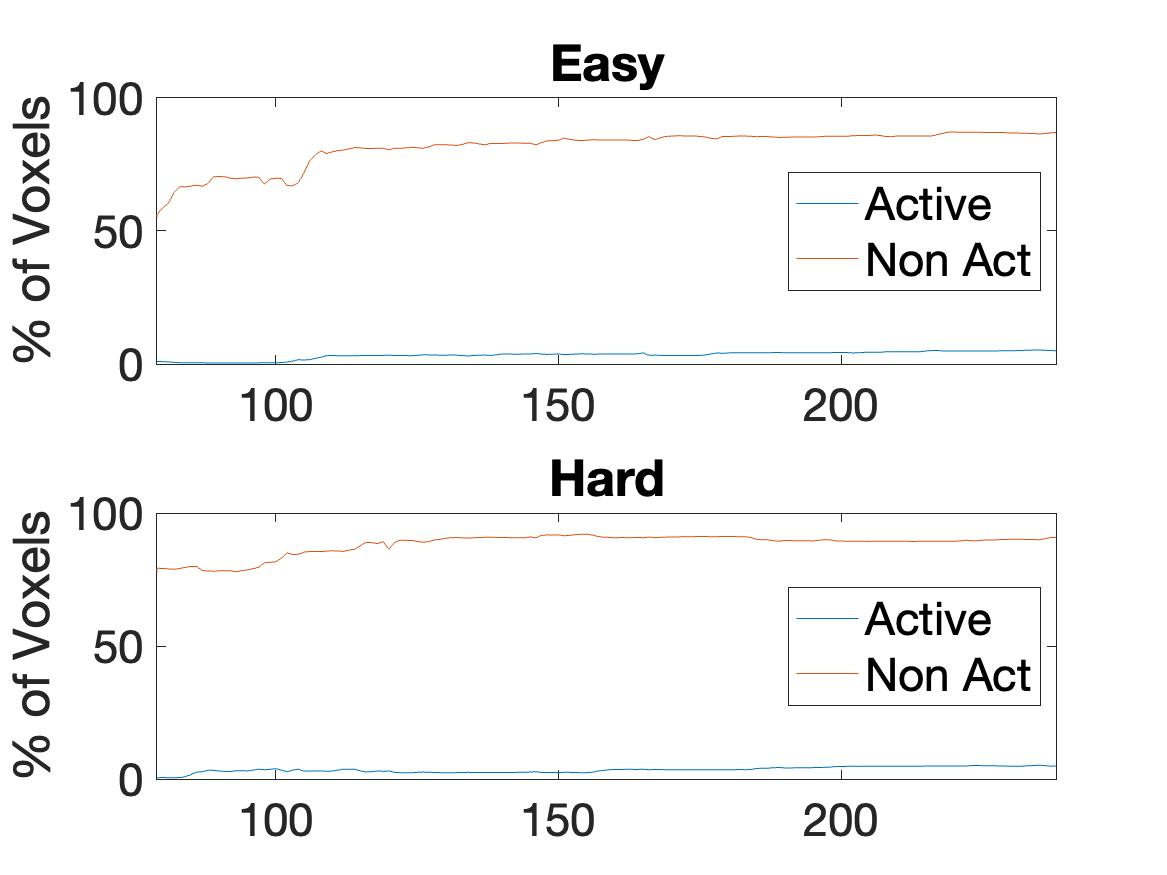 Easy
% of Voxels
100
50
0
Active
Non Act
100 150 200
Hard
% of Voxels
100
50
0
Active
Non Act
100 150 200